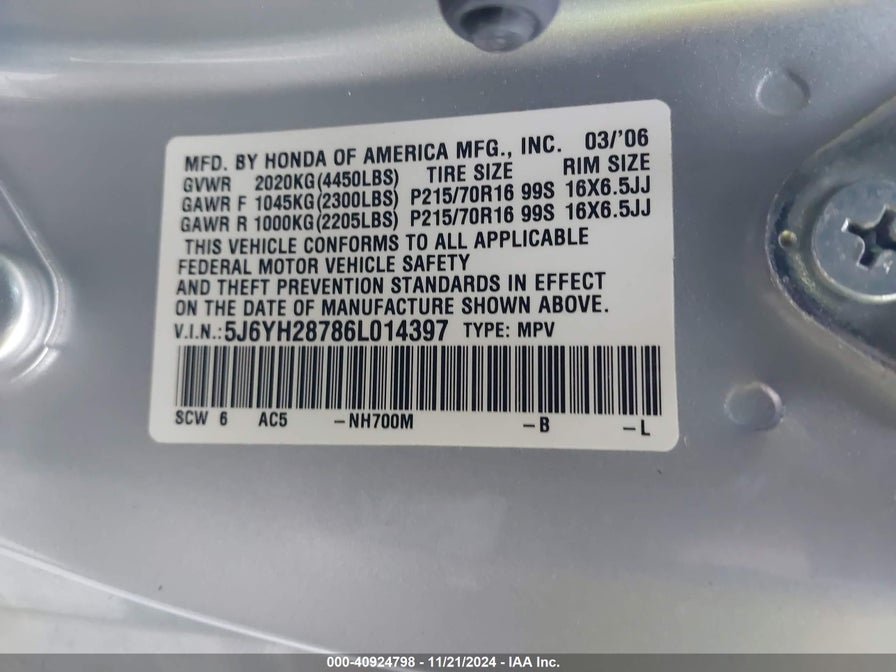 MFD. BY HONDA OF AMERICA MFG., INC. 03/'06
GVWR 2020KG(4450LBS) TIRE SIZE RIM SIZE
GAWR F 1045KG(2300LBS) P215/70R16 99S 16X6.5JJ
GAWR R 1000KG(2205LBS) P215/70R16 99S 16X6.5JJ
THIS VEHICLE CONFORMS TO ALL APPLICABLE
FEDERAL MOTOR VEHICLE SAFETY
AND THEFT PREVENTION STANDARDS IN EFFECT
ON THE DATE OF MANUFACTURE SHOWN ABOVE.
V.I.N.:5J6YH28786L014397 TYPE: MPV
SCW 6 AC5 -NH700M -B -L
000-40924798 - 11/21/2024 - IAA Inc.